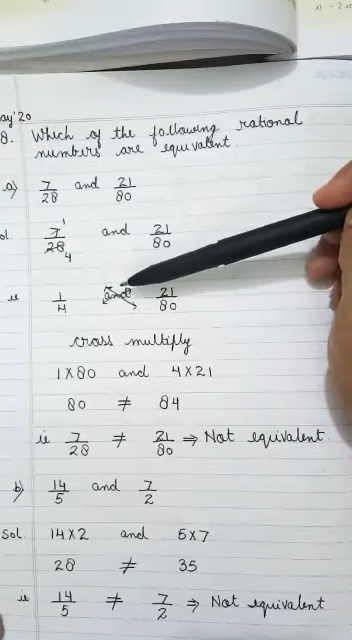 ay'20
8. Which of the following rational
numbers are equivalent.
a) 7/28 and 21/80
ol 7/28 1 4 and 21/80
ie 1/4 and 21/80
cross multiply
1 X 80 and 4 X 21
80 ≠ 84
ie 7/28 ≠ 21/80 ⇒ Not equivalent.
b) 14/5 and 7/2
Sol. 14 X 2 and 5 X 7
28 ≠ 35
ie 14/5 ≠ 7/2 ⇒ Not equivalent